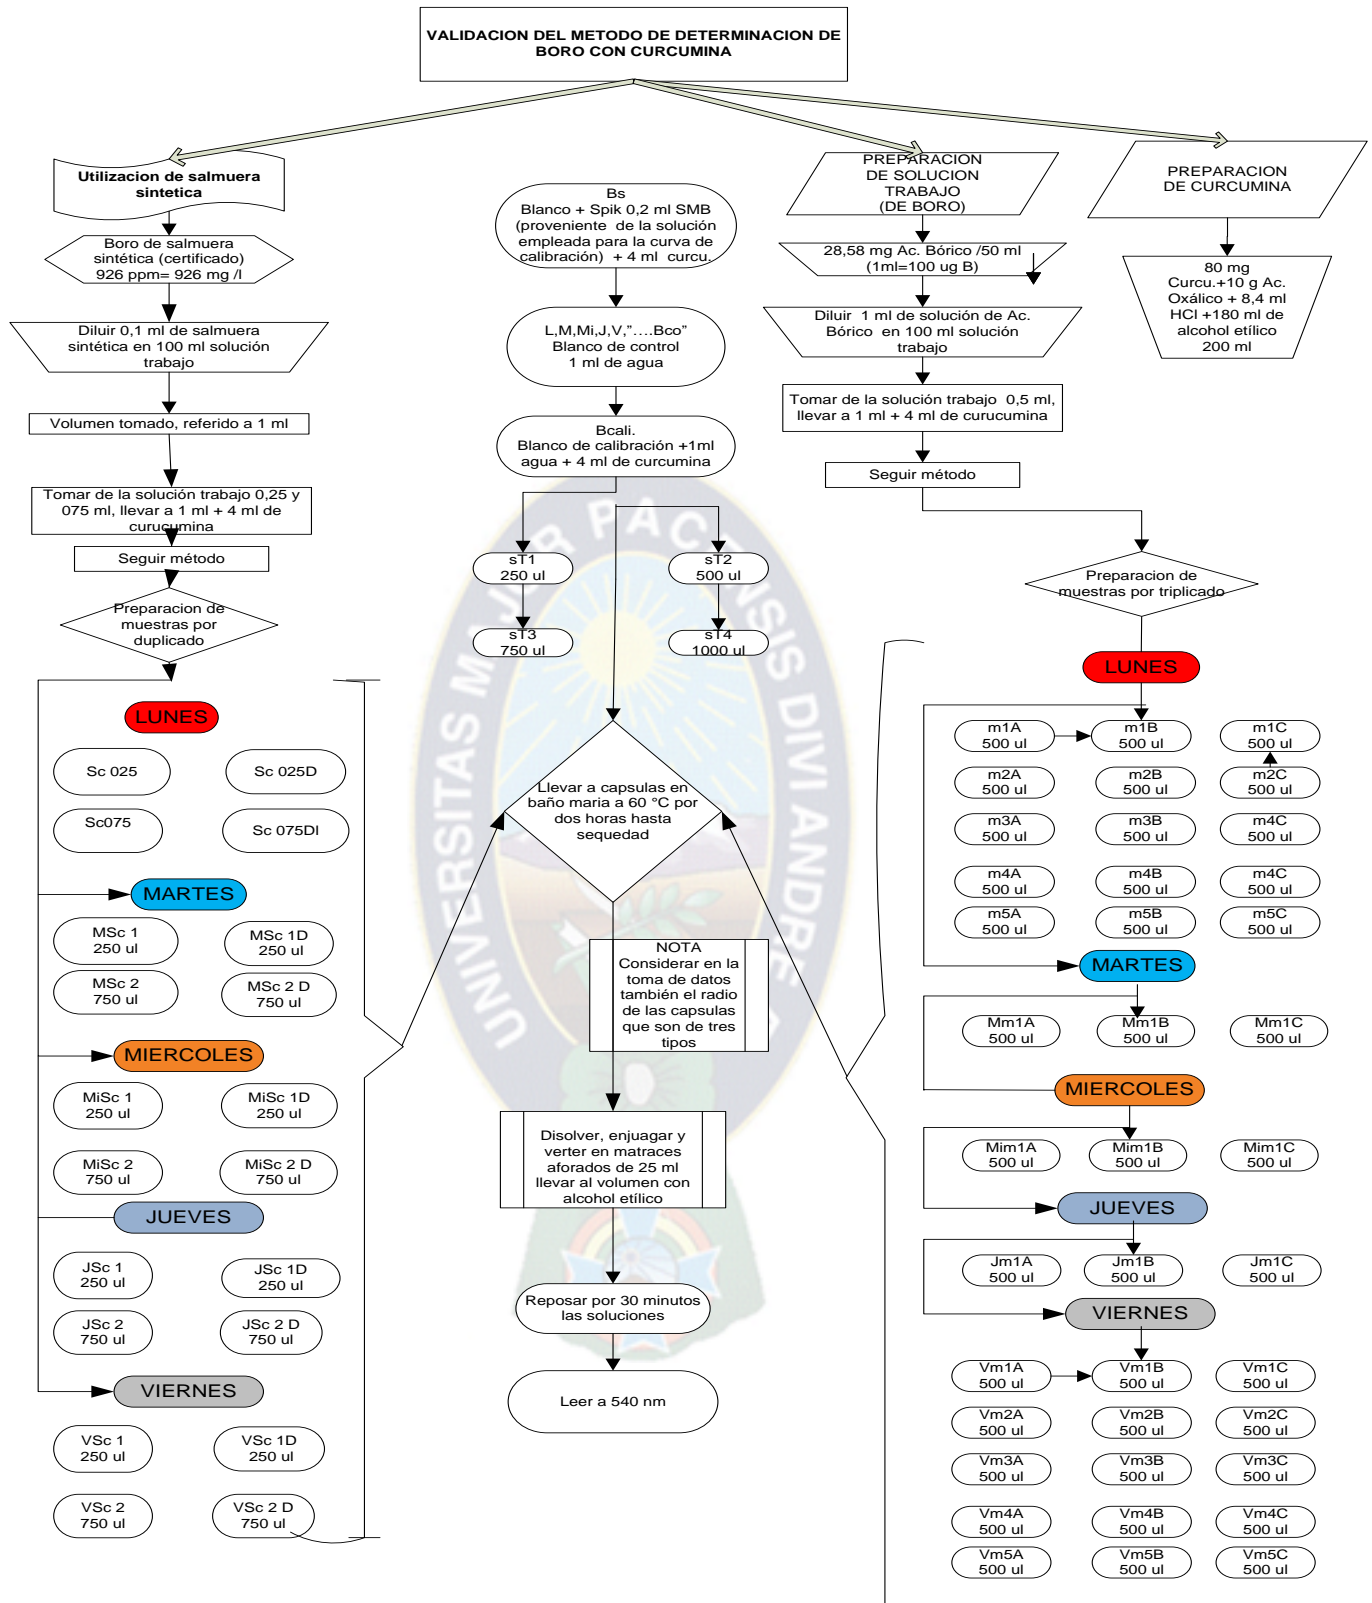 VALIDACION DEL METODO DE DETERMINACION DE
BORO CON CURCUMINA
Utilizacion de salmuera
sintetica
Boro de salmuera
sintética (certificado)
926 ppm= 926 mg /l
Diluir 0,1 ml de salmuera
sintética en 100 ml solución
trabajo
Volumen tomado, referido a 1 ml
Tomar de la solución trabajo 0,25 y
075 ml, llevar a 1 ml + 4 ml de
curucumina
Seguir método
Preparacion de
muestras por
duplicado
LUNES
Sc 025
Sc 025D
Sc075
Sc 075Dl
MARTES
MSc 1
250 ul
MSc 1D
250 ul
MSc 2
750 ul
MSc 2 D
750 ul
MIERCOLES
MiSc 1
250 ul
MiSc 1D
250 ul
MiSc 2
750 ul
MiSc 2 D
750 ul
JUEVES
JSc 1
250 ul
JSc 1D
250 ul
JSc 2
750 ul
JSc 2 D
750 ul
VIERNES
VSc 1
250 ul
VSc 1D
250 ul
VSc 2
750 ul
VSc 2 D
750 ul
Bs
Blanco + Spik 0,2 ml SMB
(proveniente de la solución
empleada para la curva de
calibración) + 4 ml curcu.
L,M,Mi,J,V,”....Bco”
Blanco de control
1 ml de agua
Bcali.
Blanco de calibración +1ml
agua + 4 ml de curcumina
sT1
250 ul
sT2
500 ul
sT3
750 ul
sT4
1000 ul
Llevar a capsulas en
baño maria a 60 °C por
dos horas hasta
sequedad
NOTA
Considerar en la
toma de datos
también el radio
de las capsulas
que son de tres
tipos
Disolver, enjuagar y
verter en matraces
aforados de 25 ml
llevar al volumen con
alcohol etílico
Reposar por 30 minutos
las soluciones
Leer a 540 nm
PREPARACION
DE SOLUCION
TRABAJO
(DE BORO)
28,58 mg Ac. Bórico /50 ml
(1ml=100 ug B)
Diluir 1 ml de solución de Ac.
Bórico en 100 ml solución
trabajo
Tomar de la solución trabajo 0,5 ml,
llevar a 1 ml + 4 ml de curucumina
Seguir método
Preparacion de
muestras por triplicado
LUNES
m1A
500 ul
m1B
500 ul
m1C
500 ul
m2A
500 ul
m2B
500 ul
m2C
500 ul
m3A
500 ul
m3B
500 ul
m4C
500 ul
m4A
500 ul
m4B
500 ul
m4C
500 ul
m5A
500 ul
m5B
500 ul
m5C
500 ul
MARTES
Mm1A
500 ul
Mm1B
500 ul
Mm1C
500 ul
MIERCOLES
Mim1A
500 ul
Mim1B
500 ul
Mim1C
500 ul
JUEVES
Jm1A
500 ul
Jm1B
500 ul
Jm1C
500 ul
VIERNES
Vm1A
500 ul
Vm1B
500 ul
Vm1C
500 ul
Vm2A
500 ul
Vm2B
500 ul
Vm2C
500 ul
Vm3A
500 ul
Vm3B
500 ul
Vm3C
500 ul
Vm4A
500 ul
Vm4B
500 ul
Vm4C
500 ul
Vm5A
500 ul
Vm5B
500 ul
Vm5C
500 ul
PREPARACION
DE CURCUMINA
80 mg
Curcu.+10 g Ac.
Oxálico + 8,4 ml
HCl +180 ml de
alcohol etílico
200 ml
UNIVERSITAS MAJOR PACENSIS DIVI ANDRE